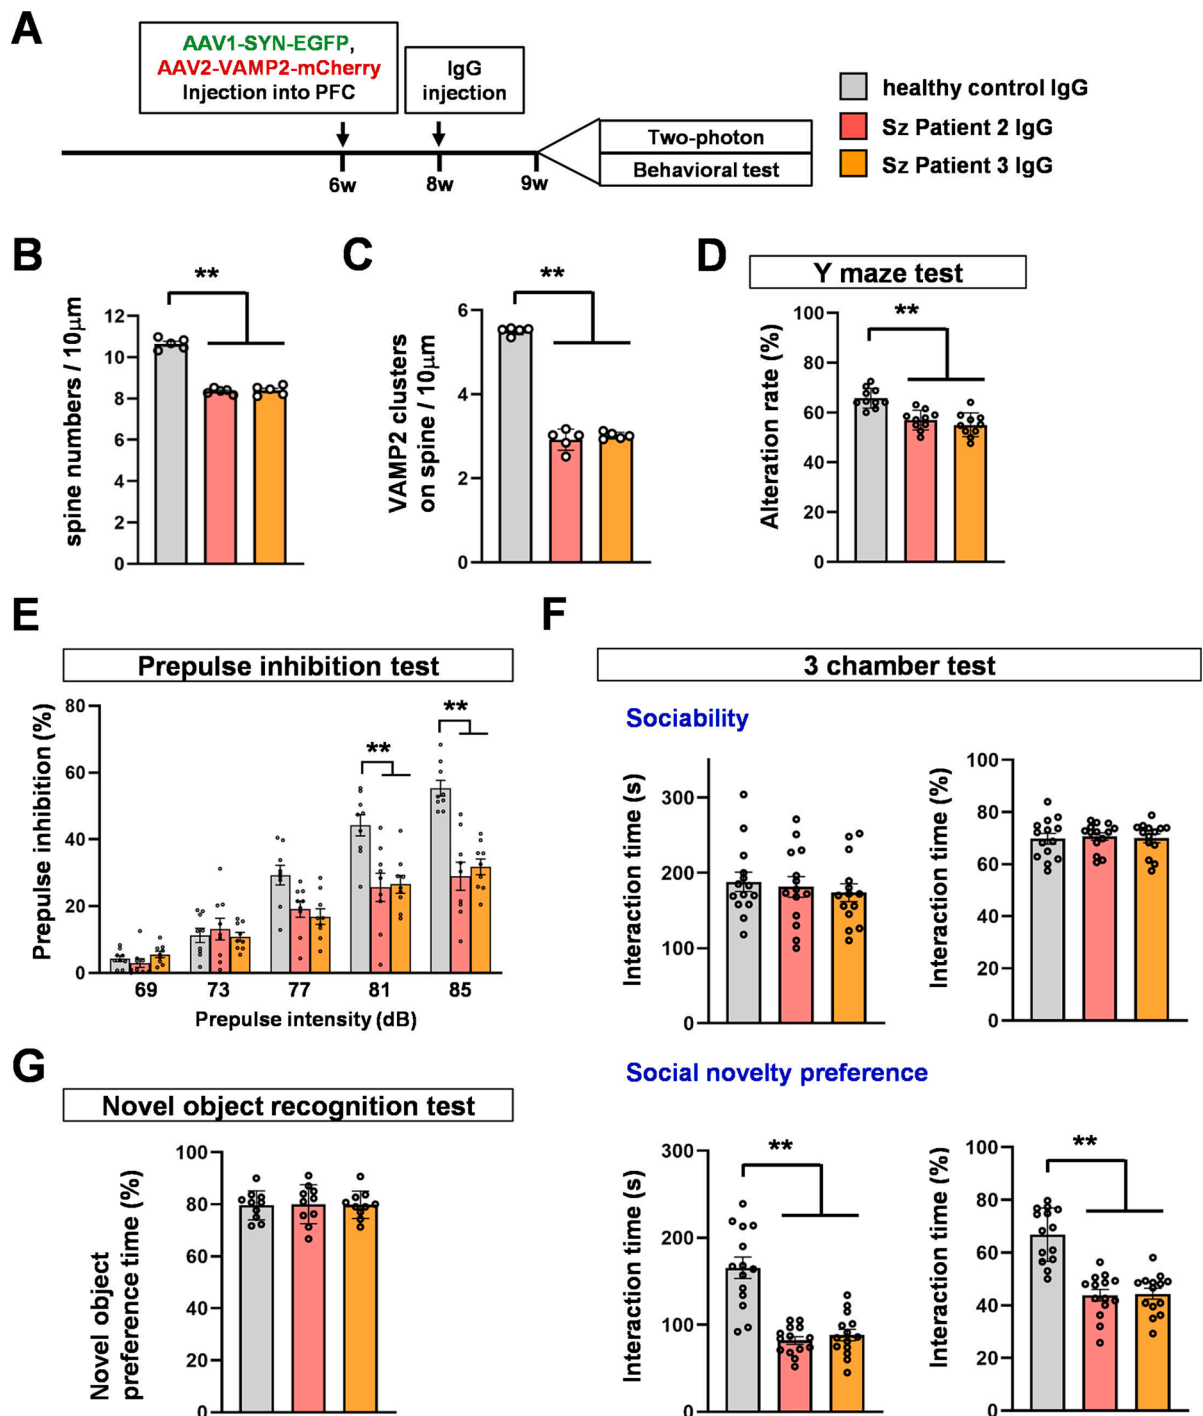 A
AAV1-SYN-EGFP,
AAV2-VAMP2-mCherry
Injection into PFC
IgG
injection
6w
8w
9w
Two-photon
Behavioral test
healthy control IgG
Sz Patient 2 IgG
Sz Patient 3 IgG
B
spine numbers / 10μm
12
10
8
6
4
2
0
**
C
VAMP2 clusters
on spine / 10μm
6
4
2
0
**
D
Y maze test
Alteration rate (%)
100
80
60
40
20
0
**
E
Prepulse inhibition test
Prepulse inhibition (%)
80
60
40
20
0
**
**
69 73 77 81 85
Prepulse intensity (dB)
F
3 chamber test
Sociability
Interaction time (s)
300
200
100
0
Interaction time (%)
100
80
60
40
20
0
Social novelty preference
Interaction time (s)
300
200
100
0
**
Interaction time (%)
100
80
60
40
20
0
**
G
Novel object recognition test
Novel object
preference time (%)
100
80
60
40
20
0